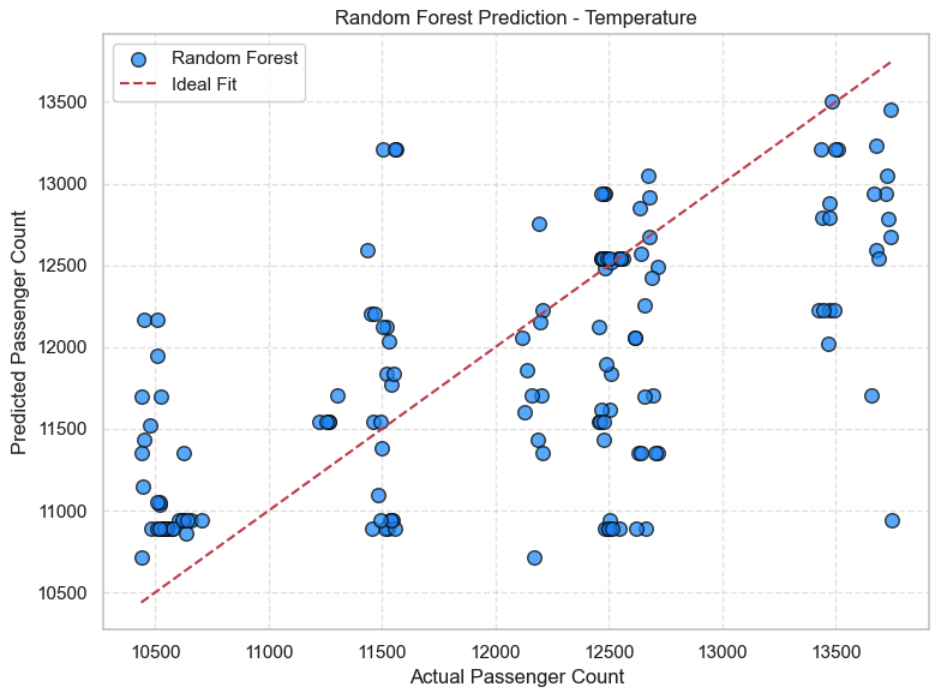 Random Forest Prediction - Temperature
Random Forest
Ideal Fit
Predicted Passenger Count
13500
13000
12500
12000
11500
11000
10500
10500 11000 11500 12000 12500 13000 13500
Actual Passenger Count